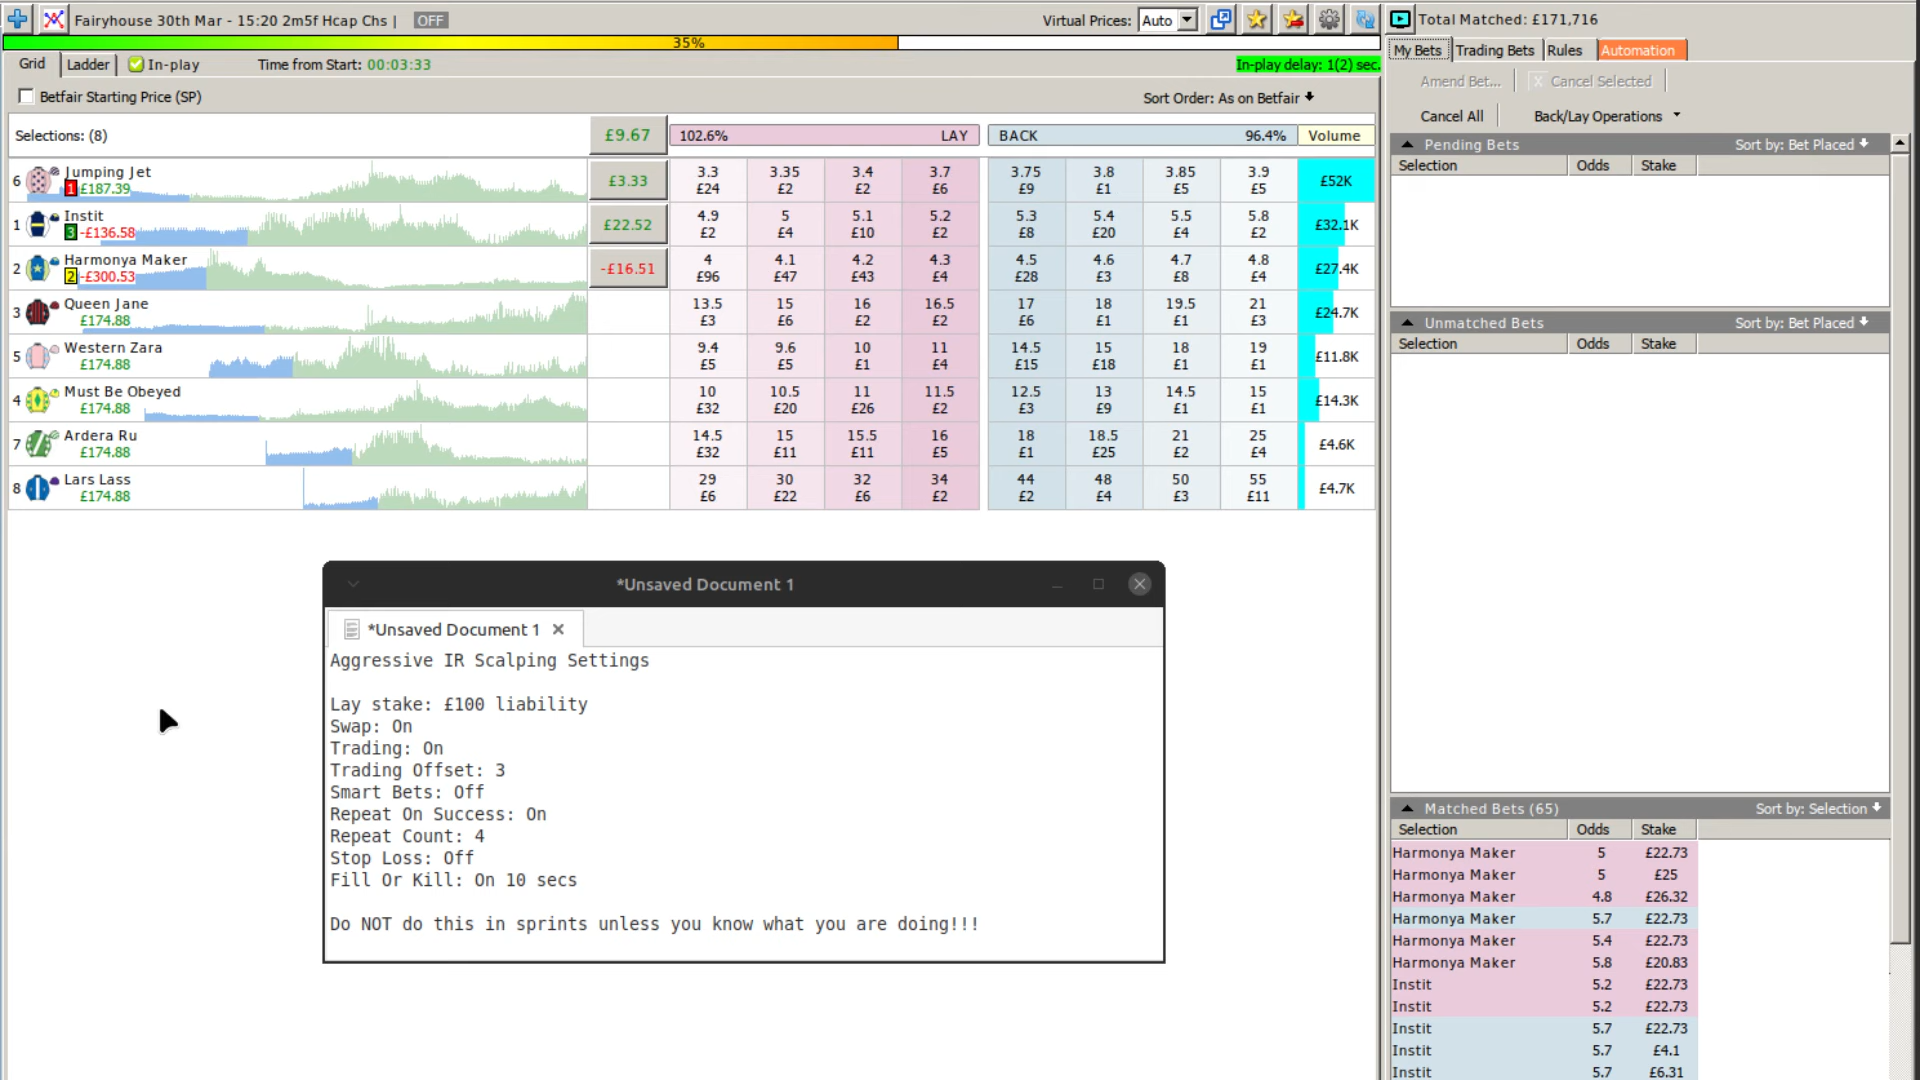 Fairyhouse 30th Mar - 15:20 2m5f Hcap Chs | OFF Virtual Prices: Auto
35%
Grid Ladder In-play Time from Start: 00:03:33 In-play delay: 1(2) sec.
Betfair Starting Price (SP) Sort Order: As on Betfair
Selections: (8) £9.67 102.6% LAY BACK 96.4% Volume
6 Jumping Jet £3.33 3.3 3.35 3.4 3.7 3.75 3.8 3.85 3.9 £52K
1 £187.39 £24 £2 £2 £6 £9 £1 £5 £5
1 Instit £22.52 4.9 5 5.1 5.2 5.3 5.4 5.5 5.8 £32.1K
3 -£136.58 £2 £4 £10 £2 £8 £20 £4 £2
2 Harmonya Maker -£16.51 4 4.1 4.2 4.3 4.5 4.6 4.7 4.8 £27.4K
2 -£300.53 £96 £47 £43 £4 £28 £3 £8 £4
3 Queen Jane 13.5 15 16 16.5 17 18 19.5 21 £24.7K
£174.88 £3 £6 £2 £2 £6 £1 £1 £3
5 Western Zara 9.4 9.6 10 11 14.5 15 18 19 £11.8K
£174.88 £5 £5 £1 £4 £15 £18 £1 £1
4 Must Be Obeyed 10 10.5 11 11.5 12.5 13 14.5 15 £14.3K
£174.88 £32 £20 £26 £2 £3 £9 £1 £1
7 Ardera Ru 14.5 15 15.5 16 18 18.5 21 25 £4.6K
£174.88 £32 £11 £11 £5 £1 £25 £2 £4
8 Lars Lass 29 30 32 34 44 48 50 55 £4.7K
£174.88 £6 £22 £6 £2 £2 £4 £3 £11
*Unsaved Document 1
*Unsaved Document 1
Aggressive IR Scalping Settings
Lay stake: £100 liability
Swap: On
Trading: On
Trading Offset: 3
Smart Bets: Off
Repeat On Success: On
Repeat Count: 4
Stop Loss: Off
Fill Or Kill: On 10 secs
Do NOT do this in sprints unless you know what you are doing!!!
Total Matched: £171,716
My Bets Trading Bets Rules Automation
Amend Bet... X Cancel Selected
Cancel All Back/Lay Operations
Pending Bets Sort by: Bet Placed
Selection Odds Stake
Unmatched Bets Sort by: Bet Placed
Selection Odds Stake
Matched Bets (65) Sort by: Selection
Selection Odds Stake
Harmonya Maker 5 £22.73
Harmonya Maker 5 £25
Harmonya Maker 4.8 £26.32
Harmonya Maker 5.7 £22.73
Harmonya Maker 5.4 £22.73
Harmonya Maker 5.8 £20.83
Instit 5.2 £22.73
Instit 5.2 £22.73
Instit 5.7 £22.73
Instit 5.7 £4.1
Instit 5.7 £6.31